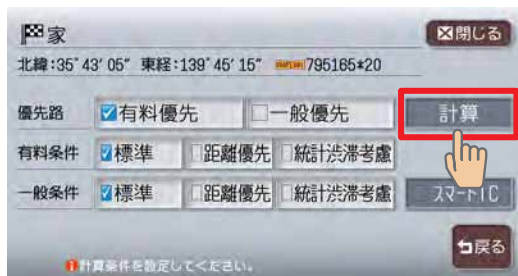 家 閉じる
北緯:35°43'05" 東経:139°45'15" 795165*20
優先路 有料優先 一般優先 計算
有料条件 標準 距離優先 統計渋滞考慮
一般条件 標準 距離優先 統計渋滞考慮 スマートIC
戻る
計算条件を設定してください。